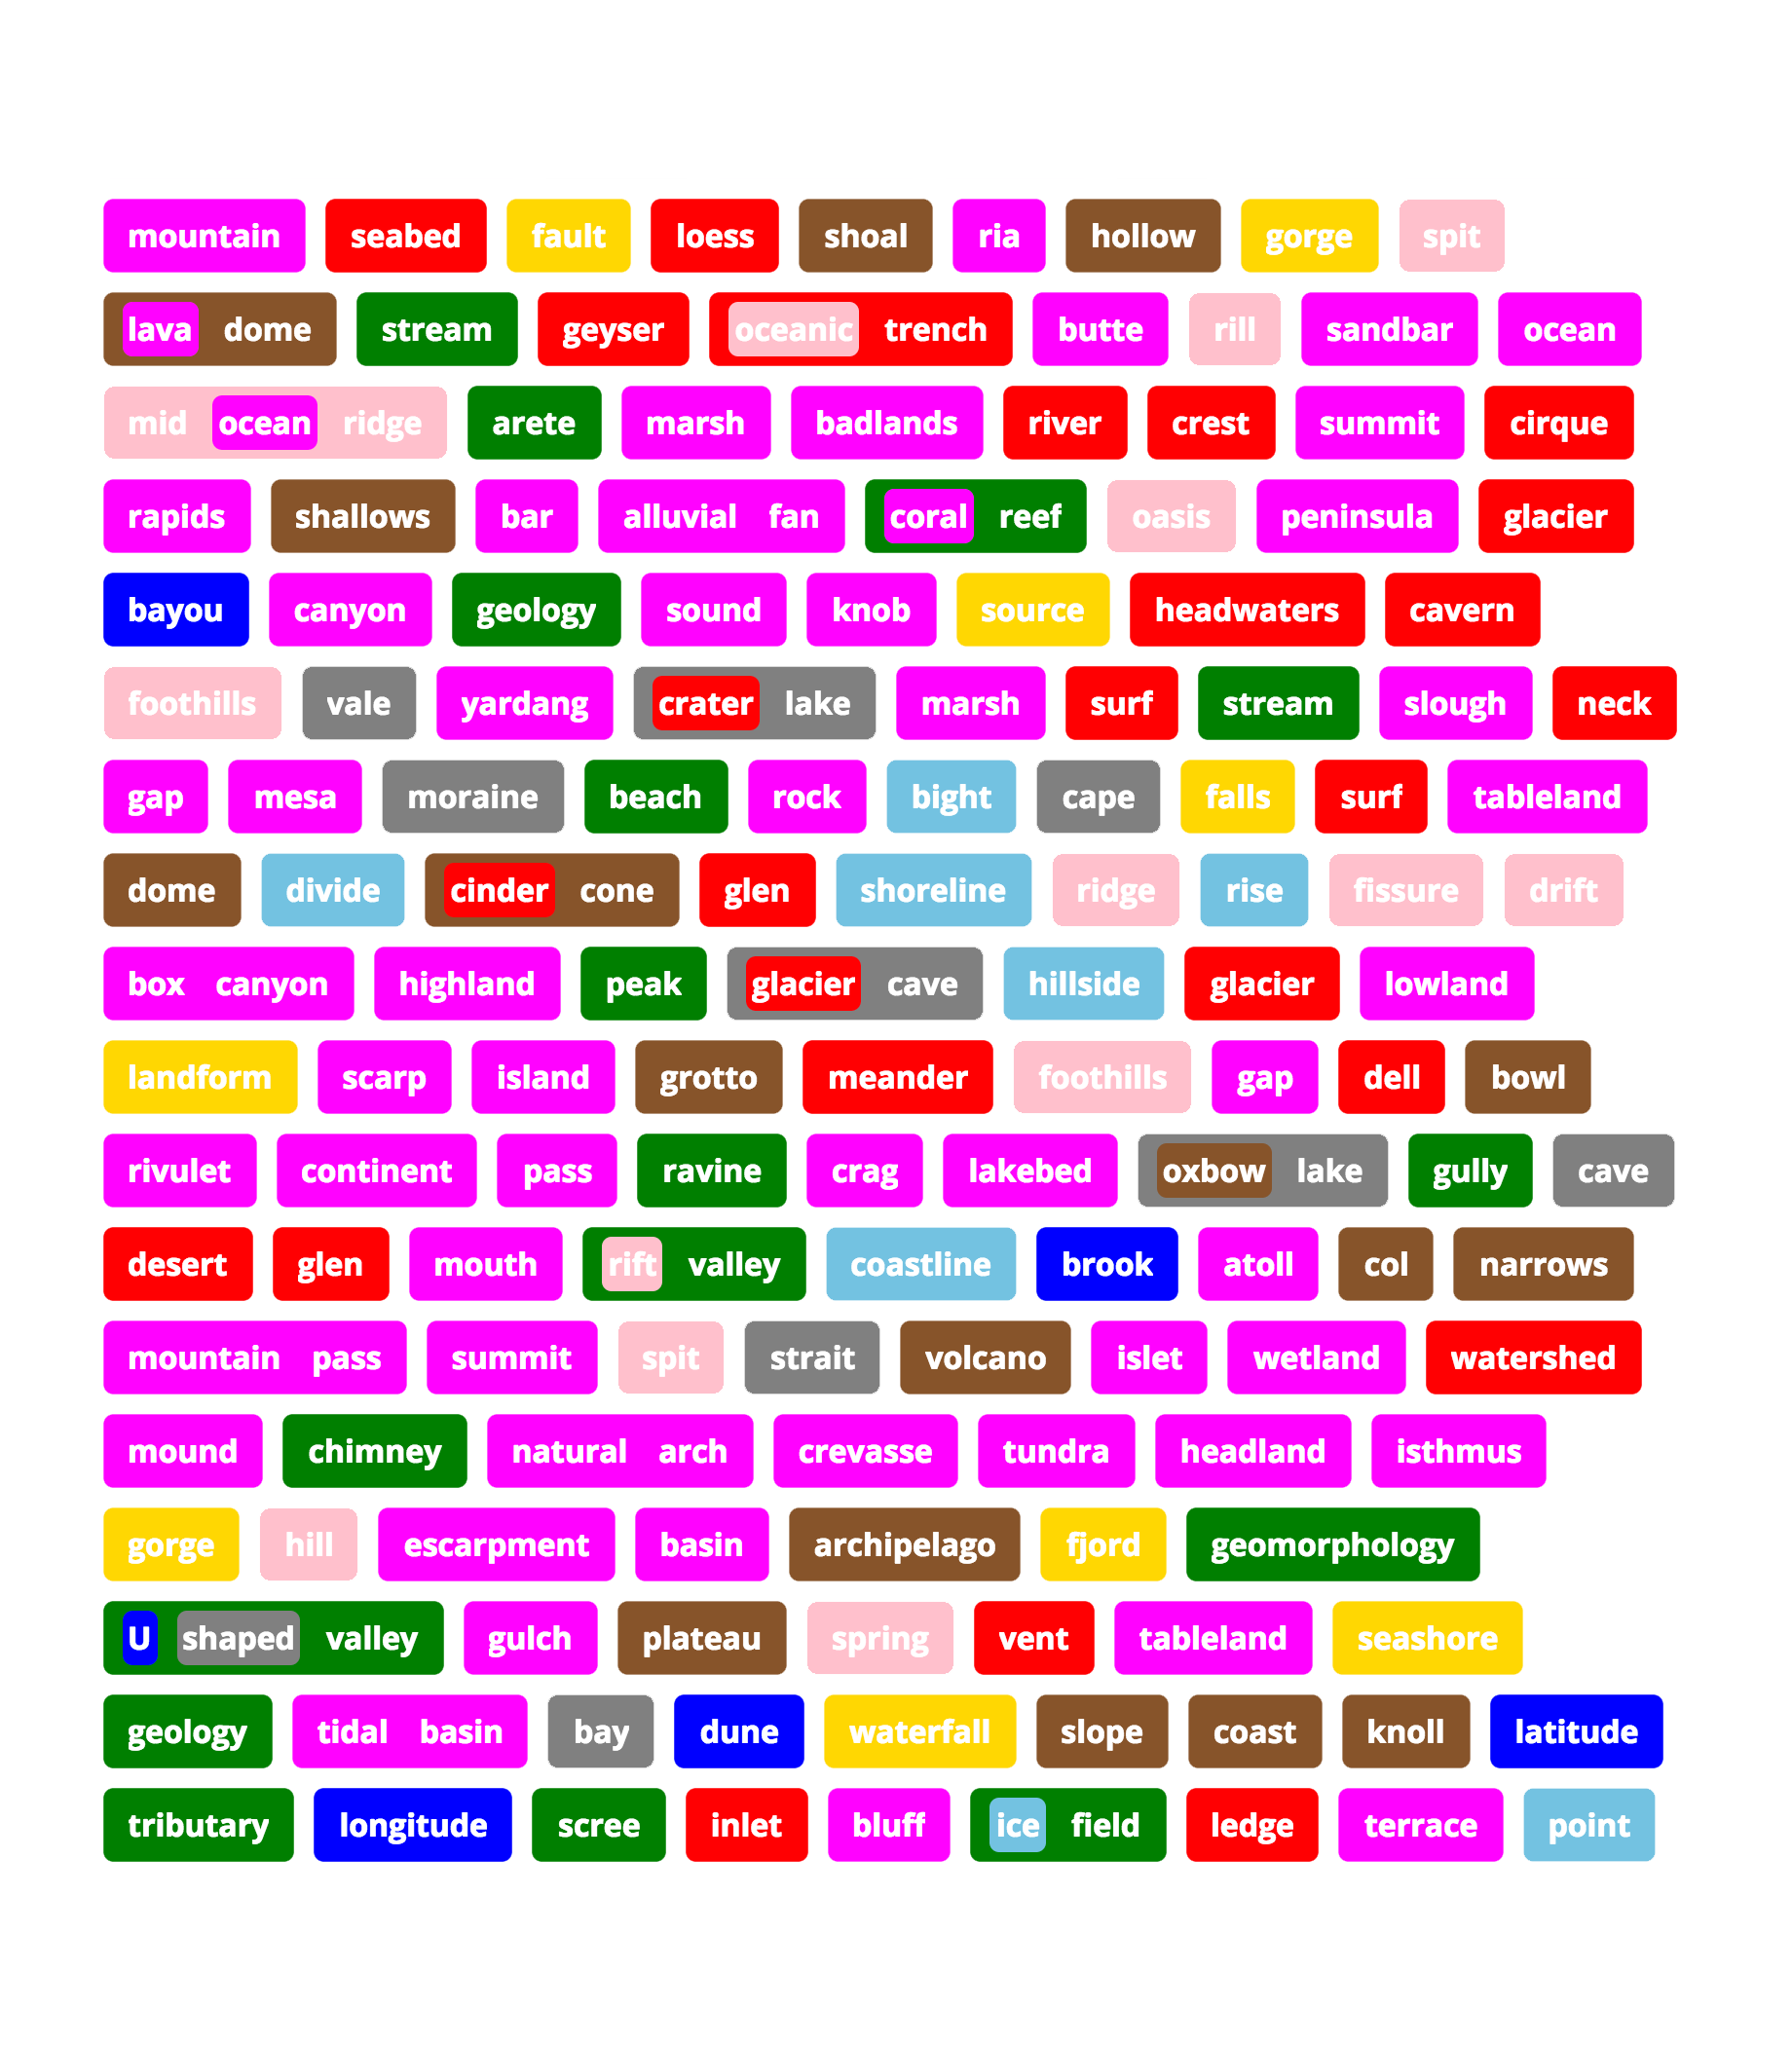 mountain seabed fault loess shoal ria hollow gorge spit
lava dome stream geyser oceanic trench butte rill sandbar ocean
mid ocean ridge arete marsh badlands river crest summit cirque
rapids shallows bar alluvial fan coral reef oasis peninsula glacier
bayou canyon geology sound knob source headwaters cavern
foothills vale yardang crater lake marsh surf stream slough neck
gap mesa moraine beach rock bight cape falls surf tableland
dome divide cinder cone glen shoreline ridge rise fissure drift
box canyon highland peak glacier cave hillside glacier lowland
landform scarp island grotto meander foothills gap dell bowl
rivulet continent pass ravine crag lakebed oxbow lake gully cave
desert glen mouth rift valley coastline brook atoll col narrows
mountain pass summit spit strait volcano islet wetland watershed
mound chimney natural arch crevasse tundra headland isthmus
gorge hill escarpment basin archipelago fjord geomorphology
U shaped valley gulch plateau spring vent tableland seashore
geology tidal basin bay dune waterfall slope coast knoll latitude
tributary longitude scree inlet bluff ice field ledge terrace point